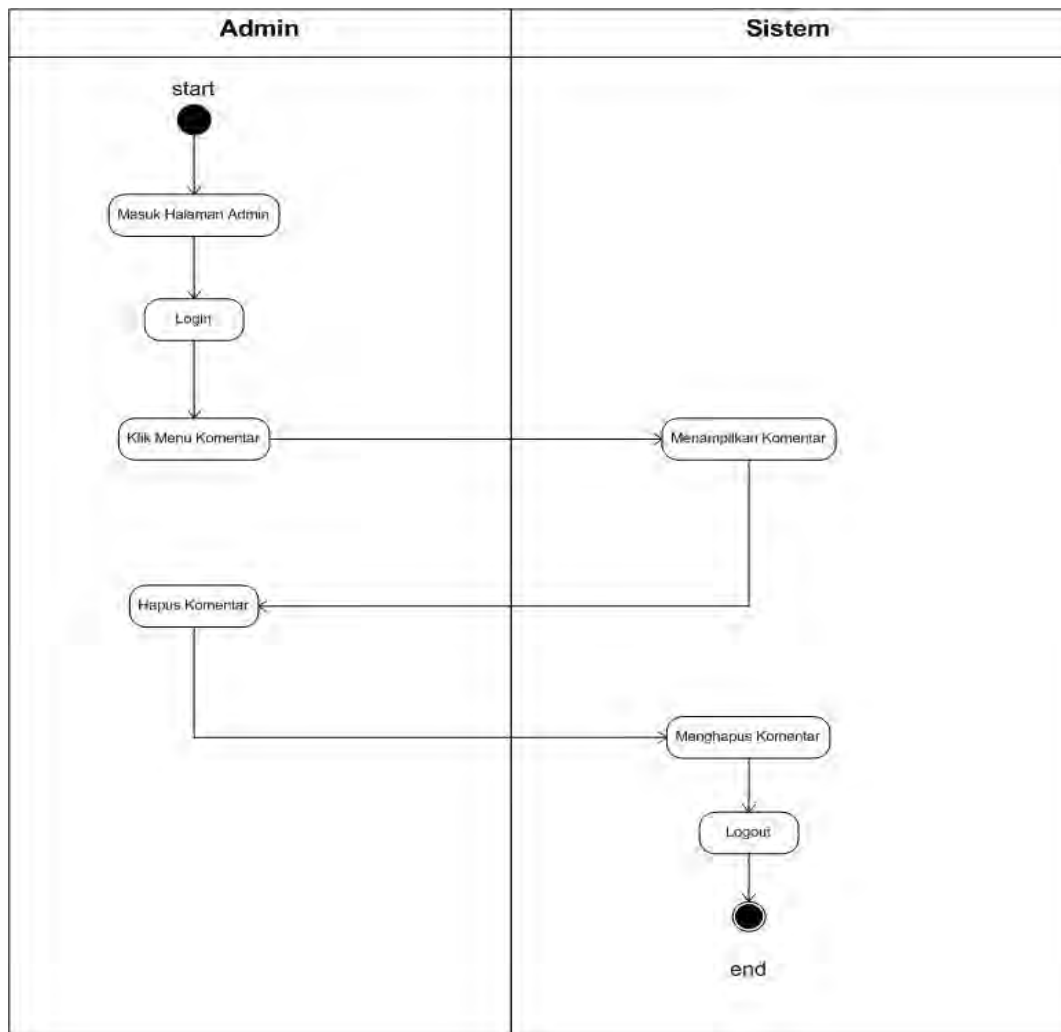 Admin
Sistem
start
Masuk Halaman Admin
Login
Klik Menu Komentar
Menampilkan Komentar
Hapus Komentar
Menghapus Komentar
Logout
end